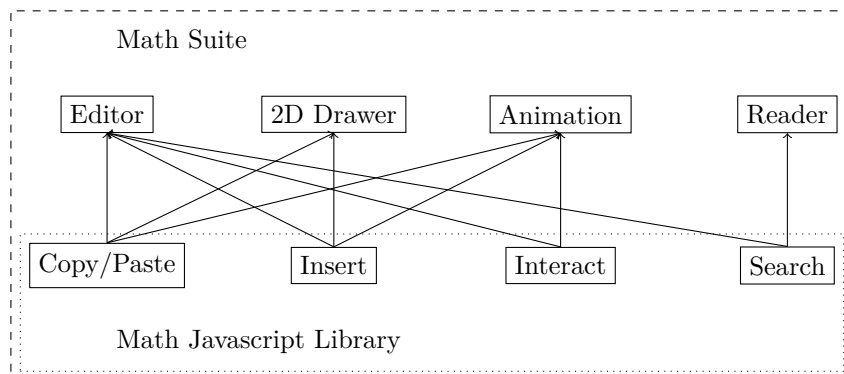 Math Suite
Editor 2D Drawer Animation Reader
Copy/Paste Insert Interact Search
Math Javascript Library